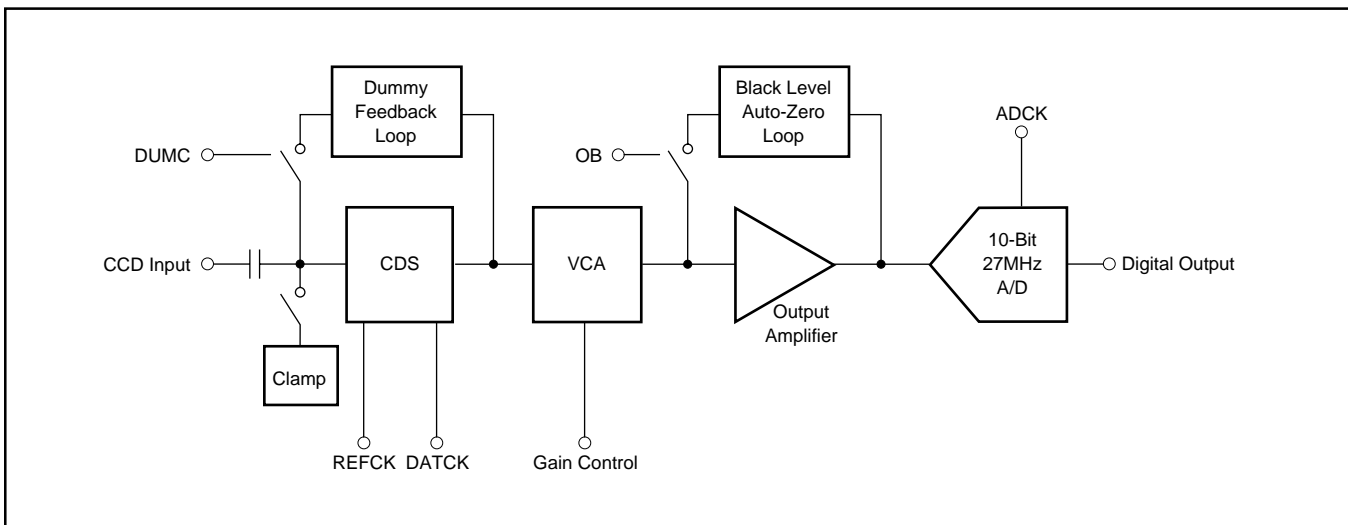 Dummy
Feedback
Loop
Black Level
Auto-Zero
Loop
ADCK
DUMC
OB
CCD Input
CDS
VCA
10-Bit
27MHz
A/D
Digital Output
Output
Amplifier
Clamp
REFCK
DATCK
Gain Control